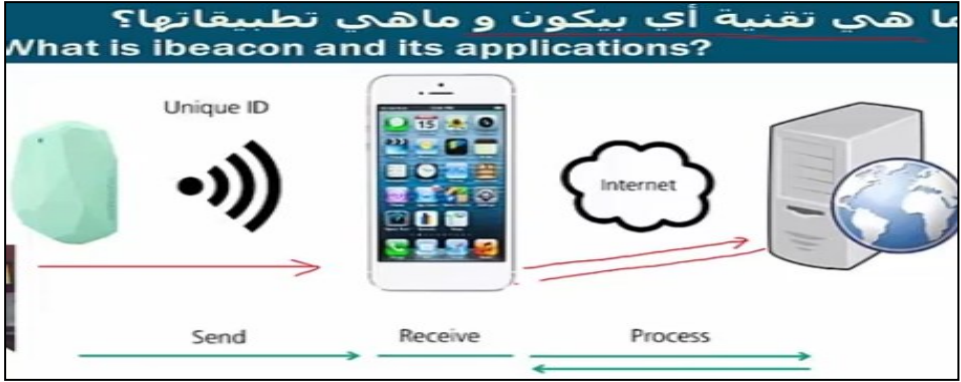 ما هي تقنية أي بيكون و ماهي تطبيقاتها؟
What is ibeacon and its applications?
Unique ID
15
Internet
Send
Receive
Process